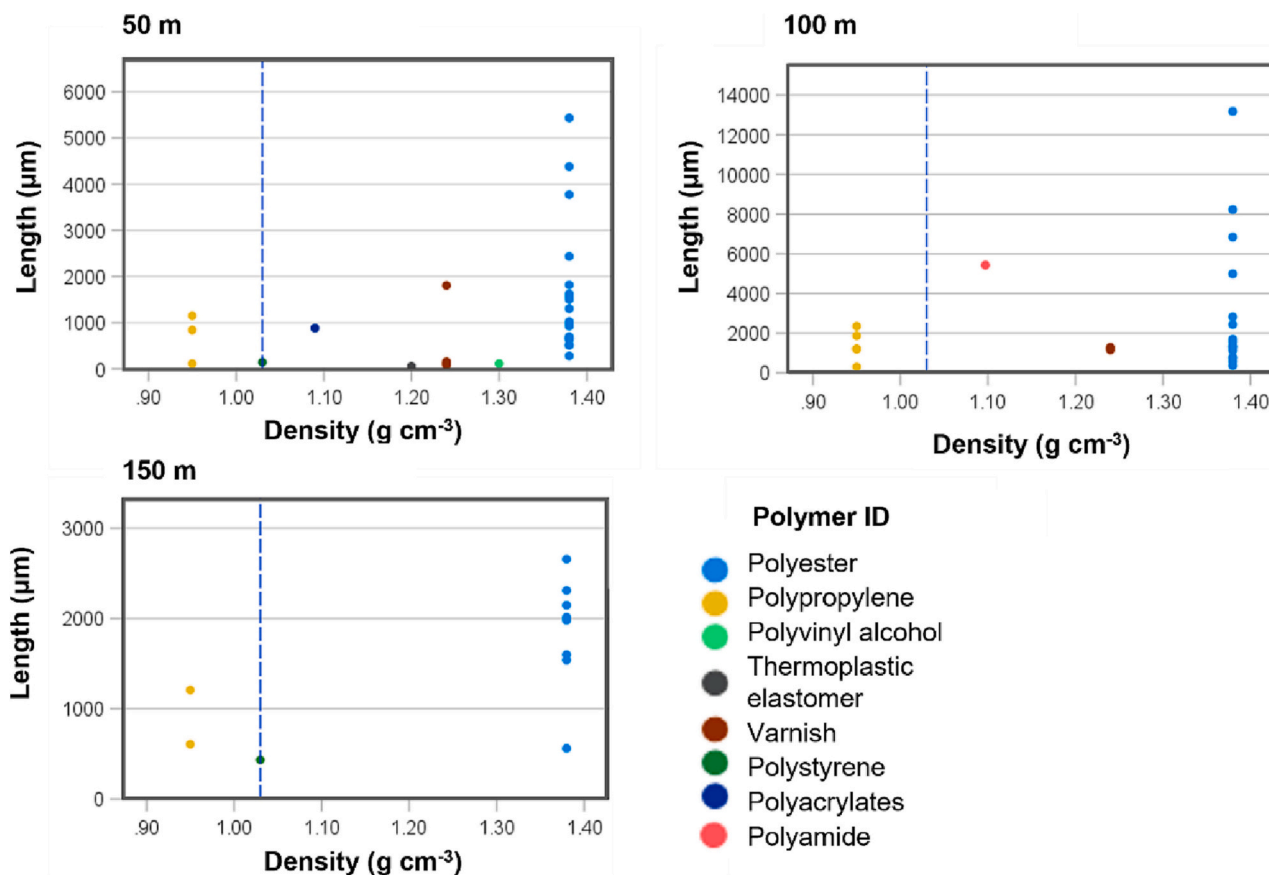 50 m
6000
5000
4000
3000
2000
1000
0
Length (µm)
.90 1.00 1.10 1.20 1.30 1.40
Density (g cm-3)
100 m
14000
12000
10000
8000
6000
4000
2000
0
Length (µm)
.90 1.00 1.10 1.20 1.30 1.40
Density (g cm-3)
150 m
3000
2000
1000
0
Length (µm)
.90 1.00 1.10 1.20 1.30 1.40
Density (g cm-3)
Polymer ID
Polyester
Polypropylene
Polyvinyl alcohol
Thermoplastic
elastomer
Varnish
Polystyrene
Polyacrylates
Polyamide